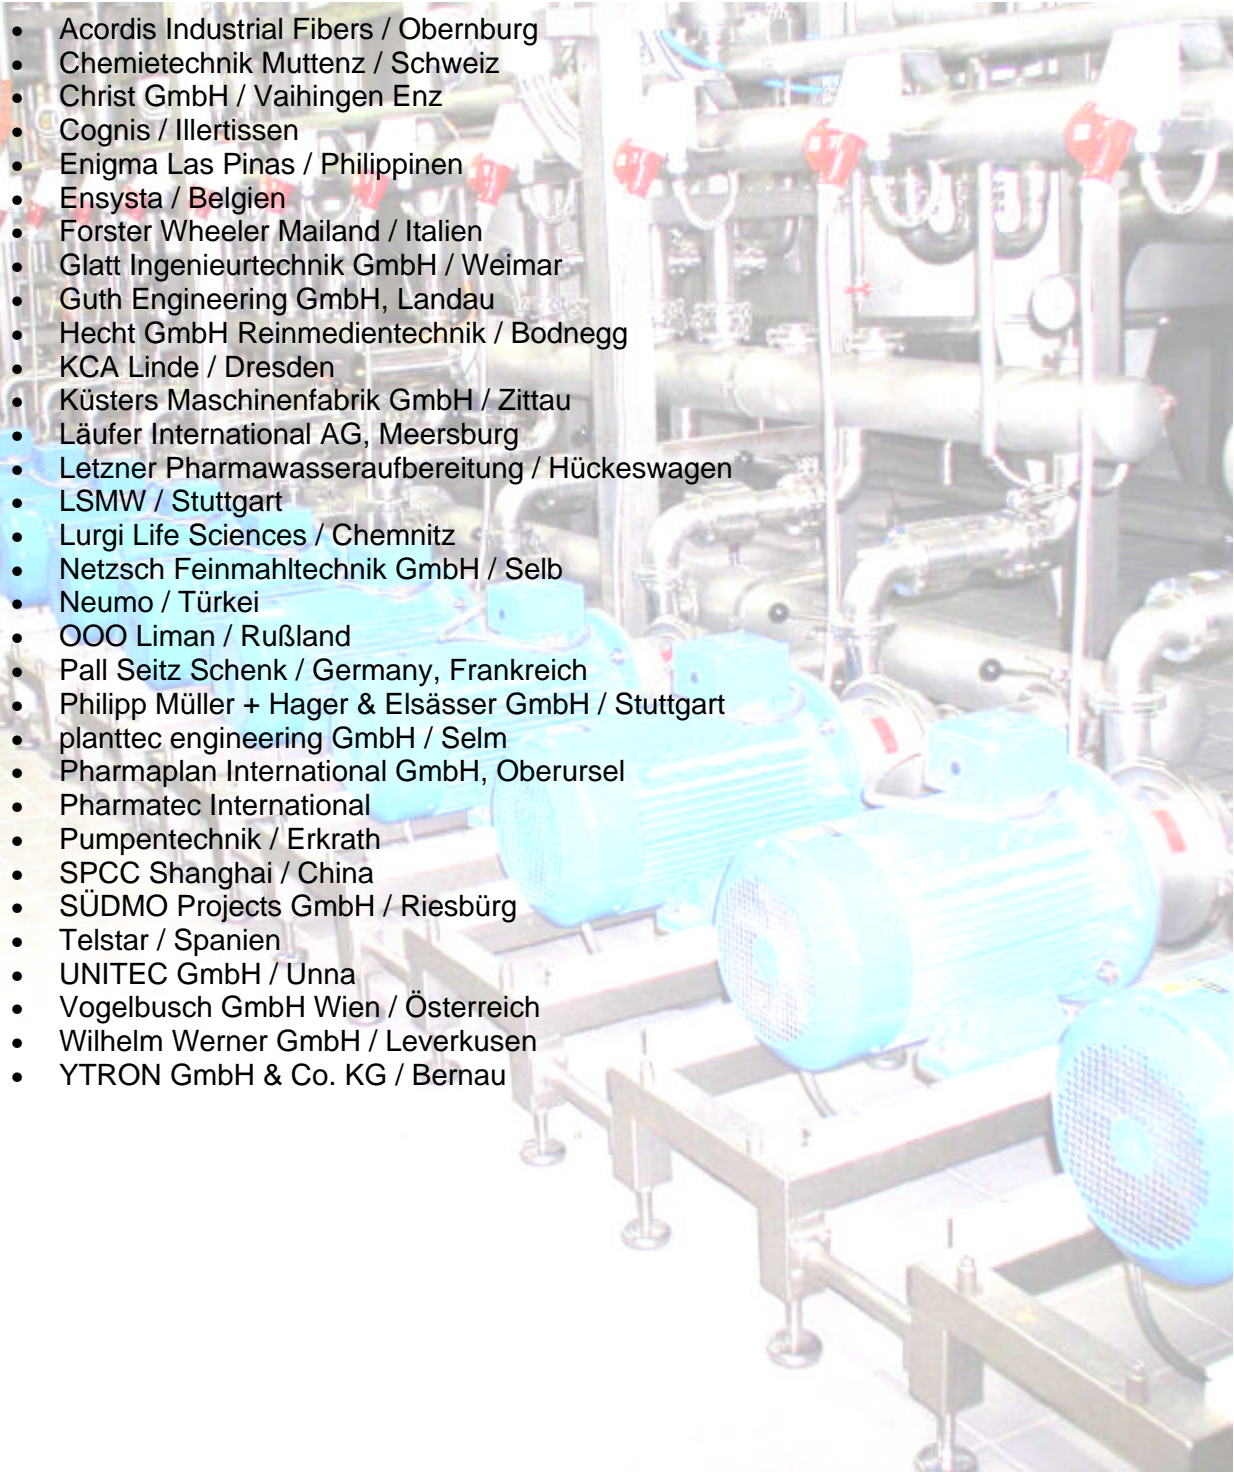 • Acordis Industrial Fibers / Obernburg
• Chemietechnik Muttenz / Schweiz
• Christ GmbH / Vaihingen Enz
• Cognis / Illertissen
• Enigma Las Pinas / Philippinen
• Ensysta / Belgien
• Forster Wheeler Mailand / Italien
• Glatt Ingenieurtechnik GmbH / Weimar
• Guth Engineering GmbH, Landau
• Hecht GmbH Reinmedientechnik / Bodnegg
• KCA Linde / Dresden
• Küsters Maschinenfabrik GmbH / Zittau
• Läufer International AG, Meersburg
• Letzner Pharmawasseraufbereitung / Hückeswagen
• LSMW / Stuttgart
• Lurgi Life Sciences / Chemnitz
• Netzsch Feinmahltechnik GmbH / Selb
• Neumo / Türkei
• OOO Liman / Rußland
• Pall Seitz Schenk / Germany, Frankreich
• Philipp Müller + Hager & Elsässer GmbH / Stuttgart
• planttec engineering GmbH / Selm
• Pharmaplan International GmbH, Oberursel
• Pharmatec International
• Pumpentechnik / Erkrath
• SPCC Shanghai / China
• SÜDMO Projects GmbH / Riesbürg
• Telstar / Spanien
• UNITEC GmbH / Unna
• Vogelbusch GmbH Wien / Österreich
• Wilhelm Werner GmbH / Leverkusen
• YTRON GmbH & Co. KG / Bernau